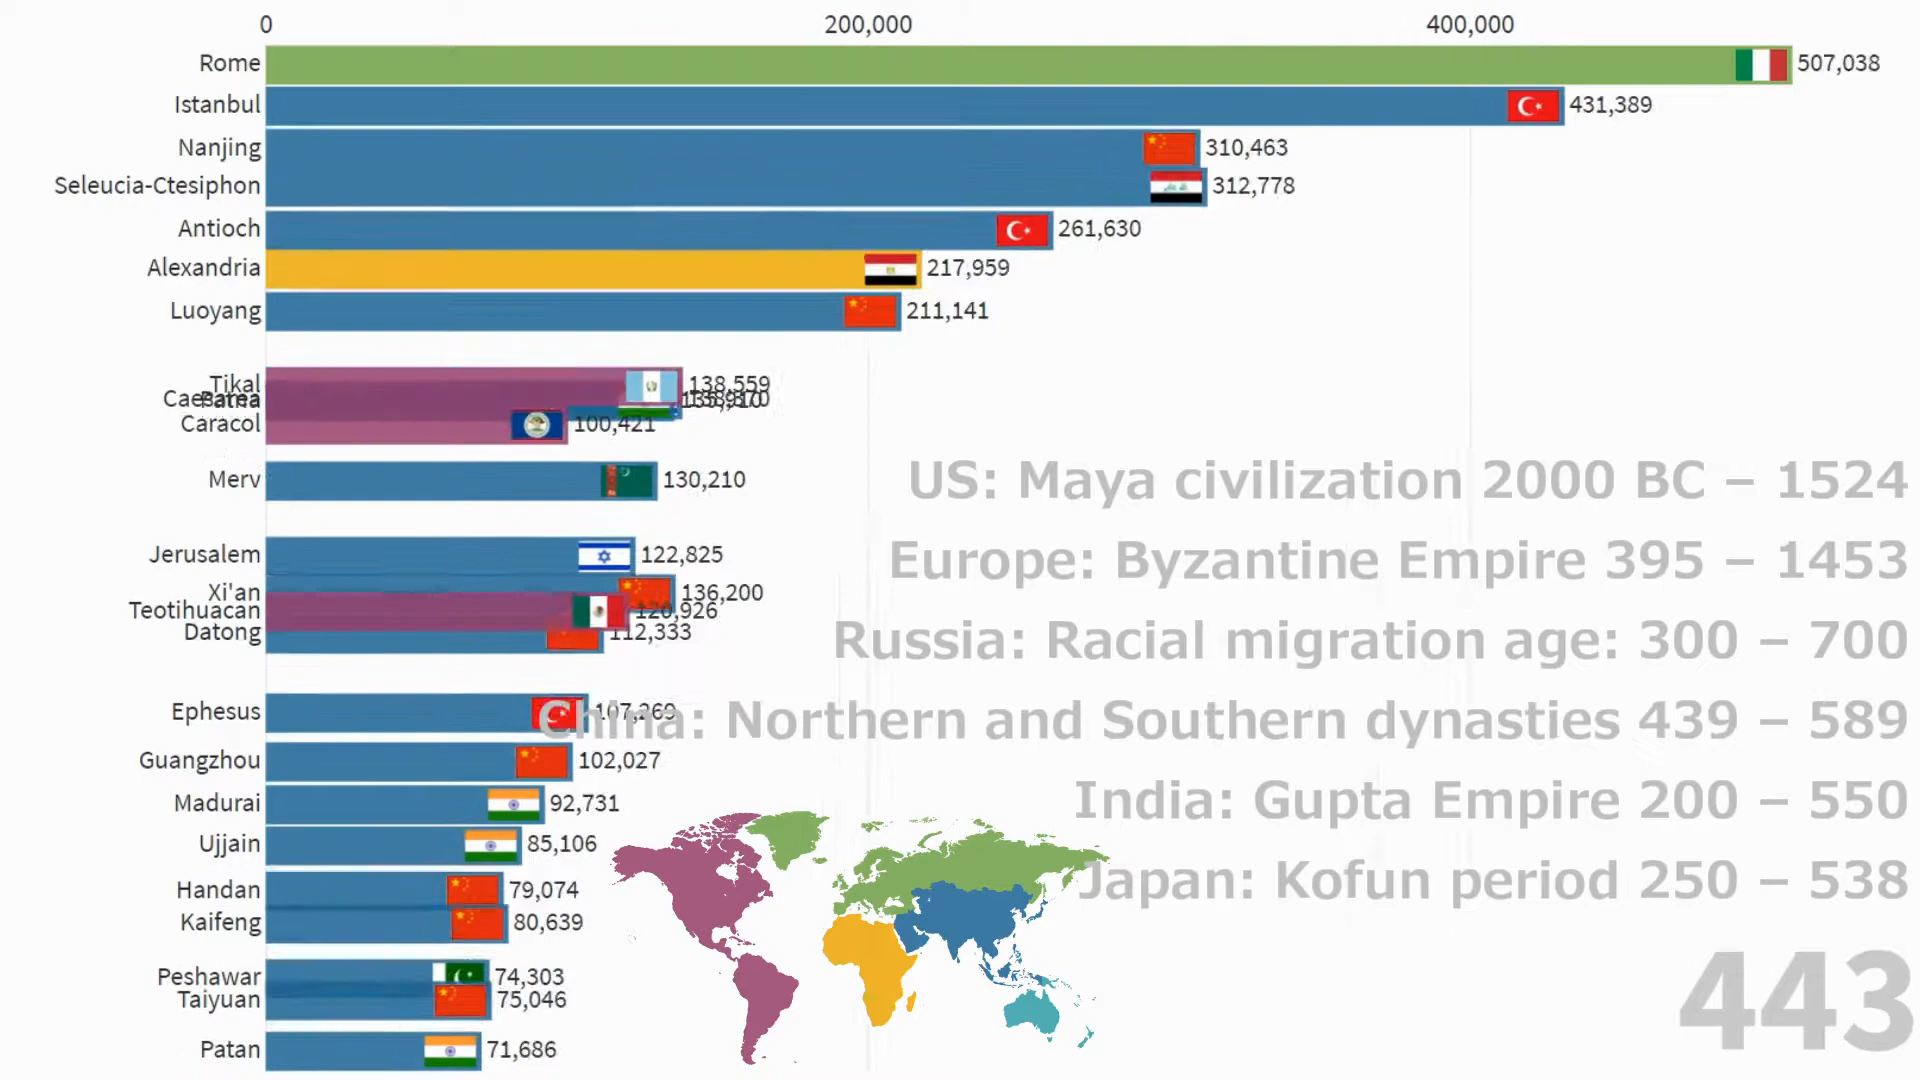 0 200,000 400,000
Rome 507,038
Istanbul 431,389
Nanjing 310,463
Seleucia-Ctesiphon 312,778
Antioch 261,630
Alexandria 217,959
Luoyang 211,141
Tikal 138,559
Caracol 100,421
Merv 130,210
US: Maya civilization 2000 BC – 1524
Jerusalem 122,825
Europe: Byzantine Empire 395 – 1453
Xi'an 136,200
Teotihuacan 120,926
Datong 112,333
Russia: Racial migration age: 300 – 700
Ephesus 107,269
China: Northern and Southern dynasties 439 – 589
Guangzhou 102,027
Madurai 92,731
India: Gupta Empire 200 – 550
Ujjain 85,106
Handan 79,074
Japan: Kofun period 250 – 538
Kaifeng 80,639
Peshawar 74,303
Taiyuan 75,046
443
Patan 71,686